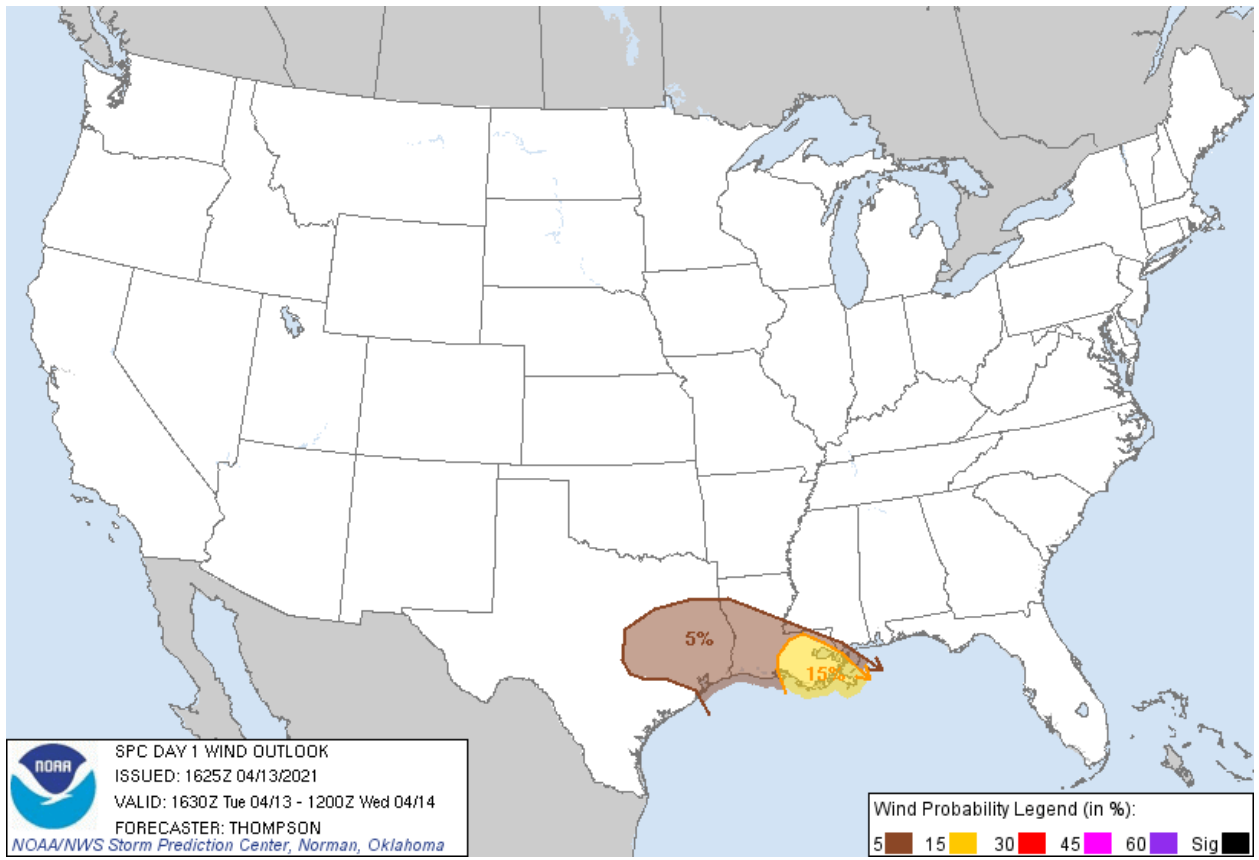 5%
15%
NOAA
SPC DAY 1 WIND OUTLOOK
ISSUED: 1625Z 04/13/2021
VALID: 1630Z Tue 04/13 - 1200Z Wed 04/14
FORECASTER: THOMPSON
NOAA/NWS Storm Prediction Center, Norman, Oklahoma
Wind Probability Legend (in %):
5 15 30 45 60 Sig